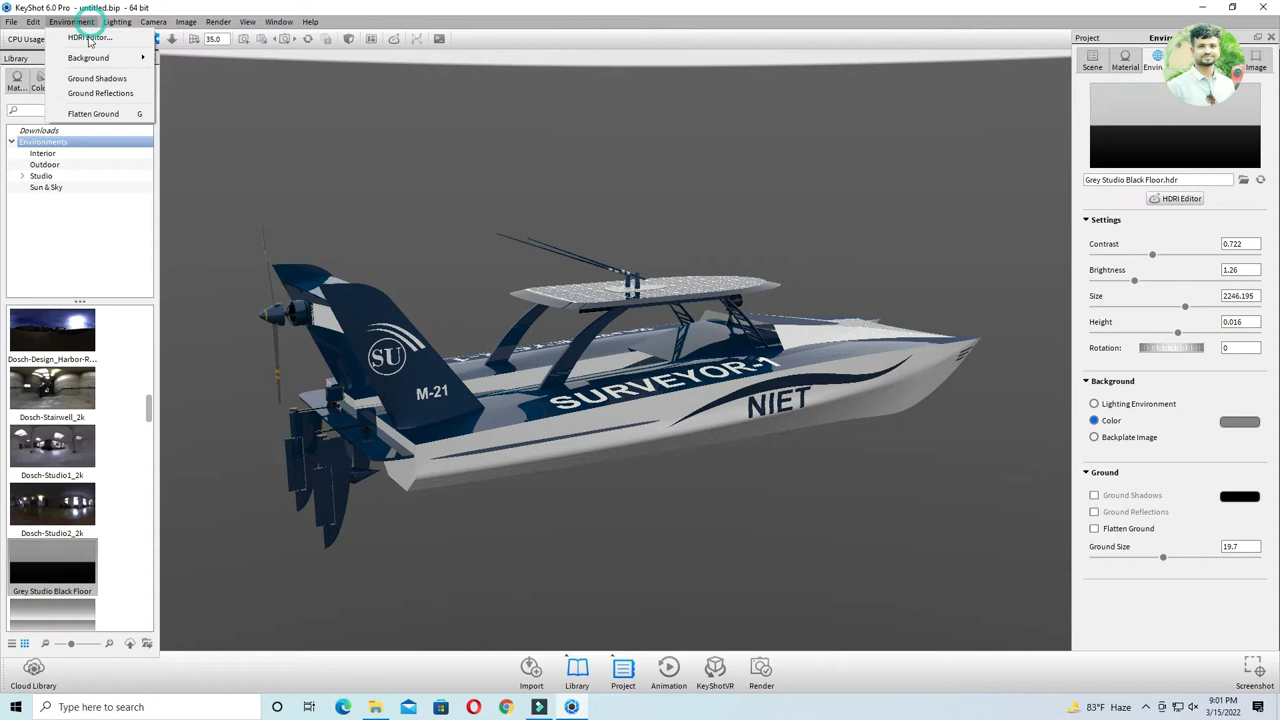 KeyShot 6.0 Pro - untitled.bip - 64 bit
File Edit Environment Lighting Camera Image Render View Window Help
CPU Usage
35.0
HDRI Editor...
Background
Ground Shadows
Ground Reflections
Flatten Ground G
Library
Mat...
Downloads
Environments
Interior
Outdoor
Studio
Sun & Sky
Dosch-Design_Harbor-R...
Dosch-Stairwell_2k
Dosch-Studio1_2k
Dosch-Studio2_2k
Grey Studio Black Floor
SU
M-21
SURVEYOR-1
NIET
Project
Scene Material Image
Grey Studio Black Floor.hdr
HDRI Editor
Settings
Contrast 0.722
Brightness 1.26
Size 2246.195
Height 0.016
Rotation: 0
Background
Lighting Environment
Color
Backplate Image
Ground
Ground Shadows
Ground Reflections
Flatten Ground
Ground Size 19.7
Cloud Library
Import Library Project Animation KeyShotVR Render
Screenshot
Type here to search
83°F Haze
9:01 PM
3/15/2022